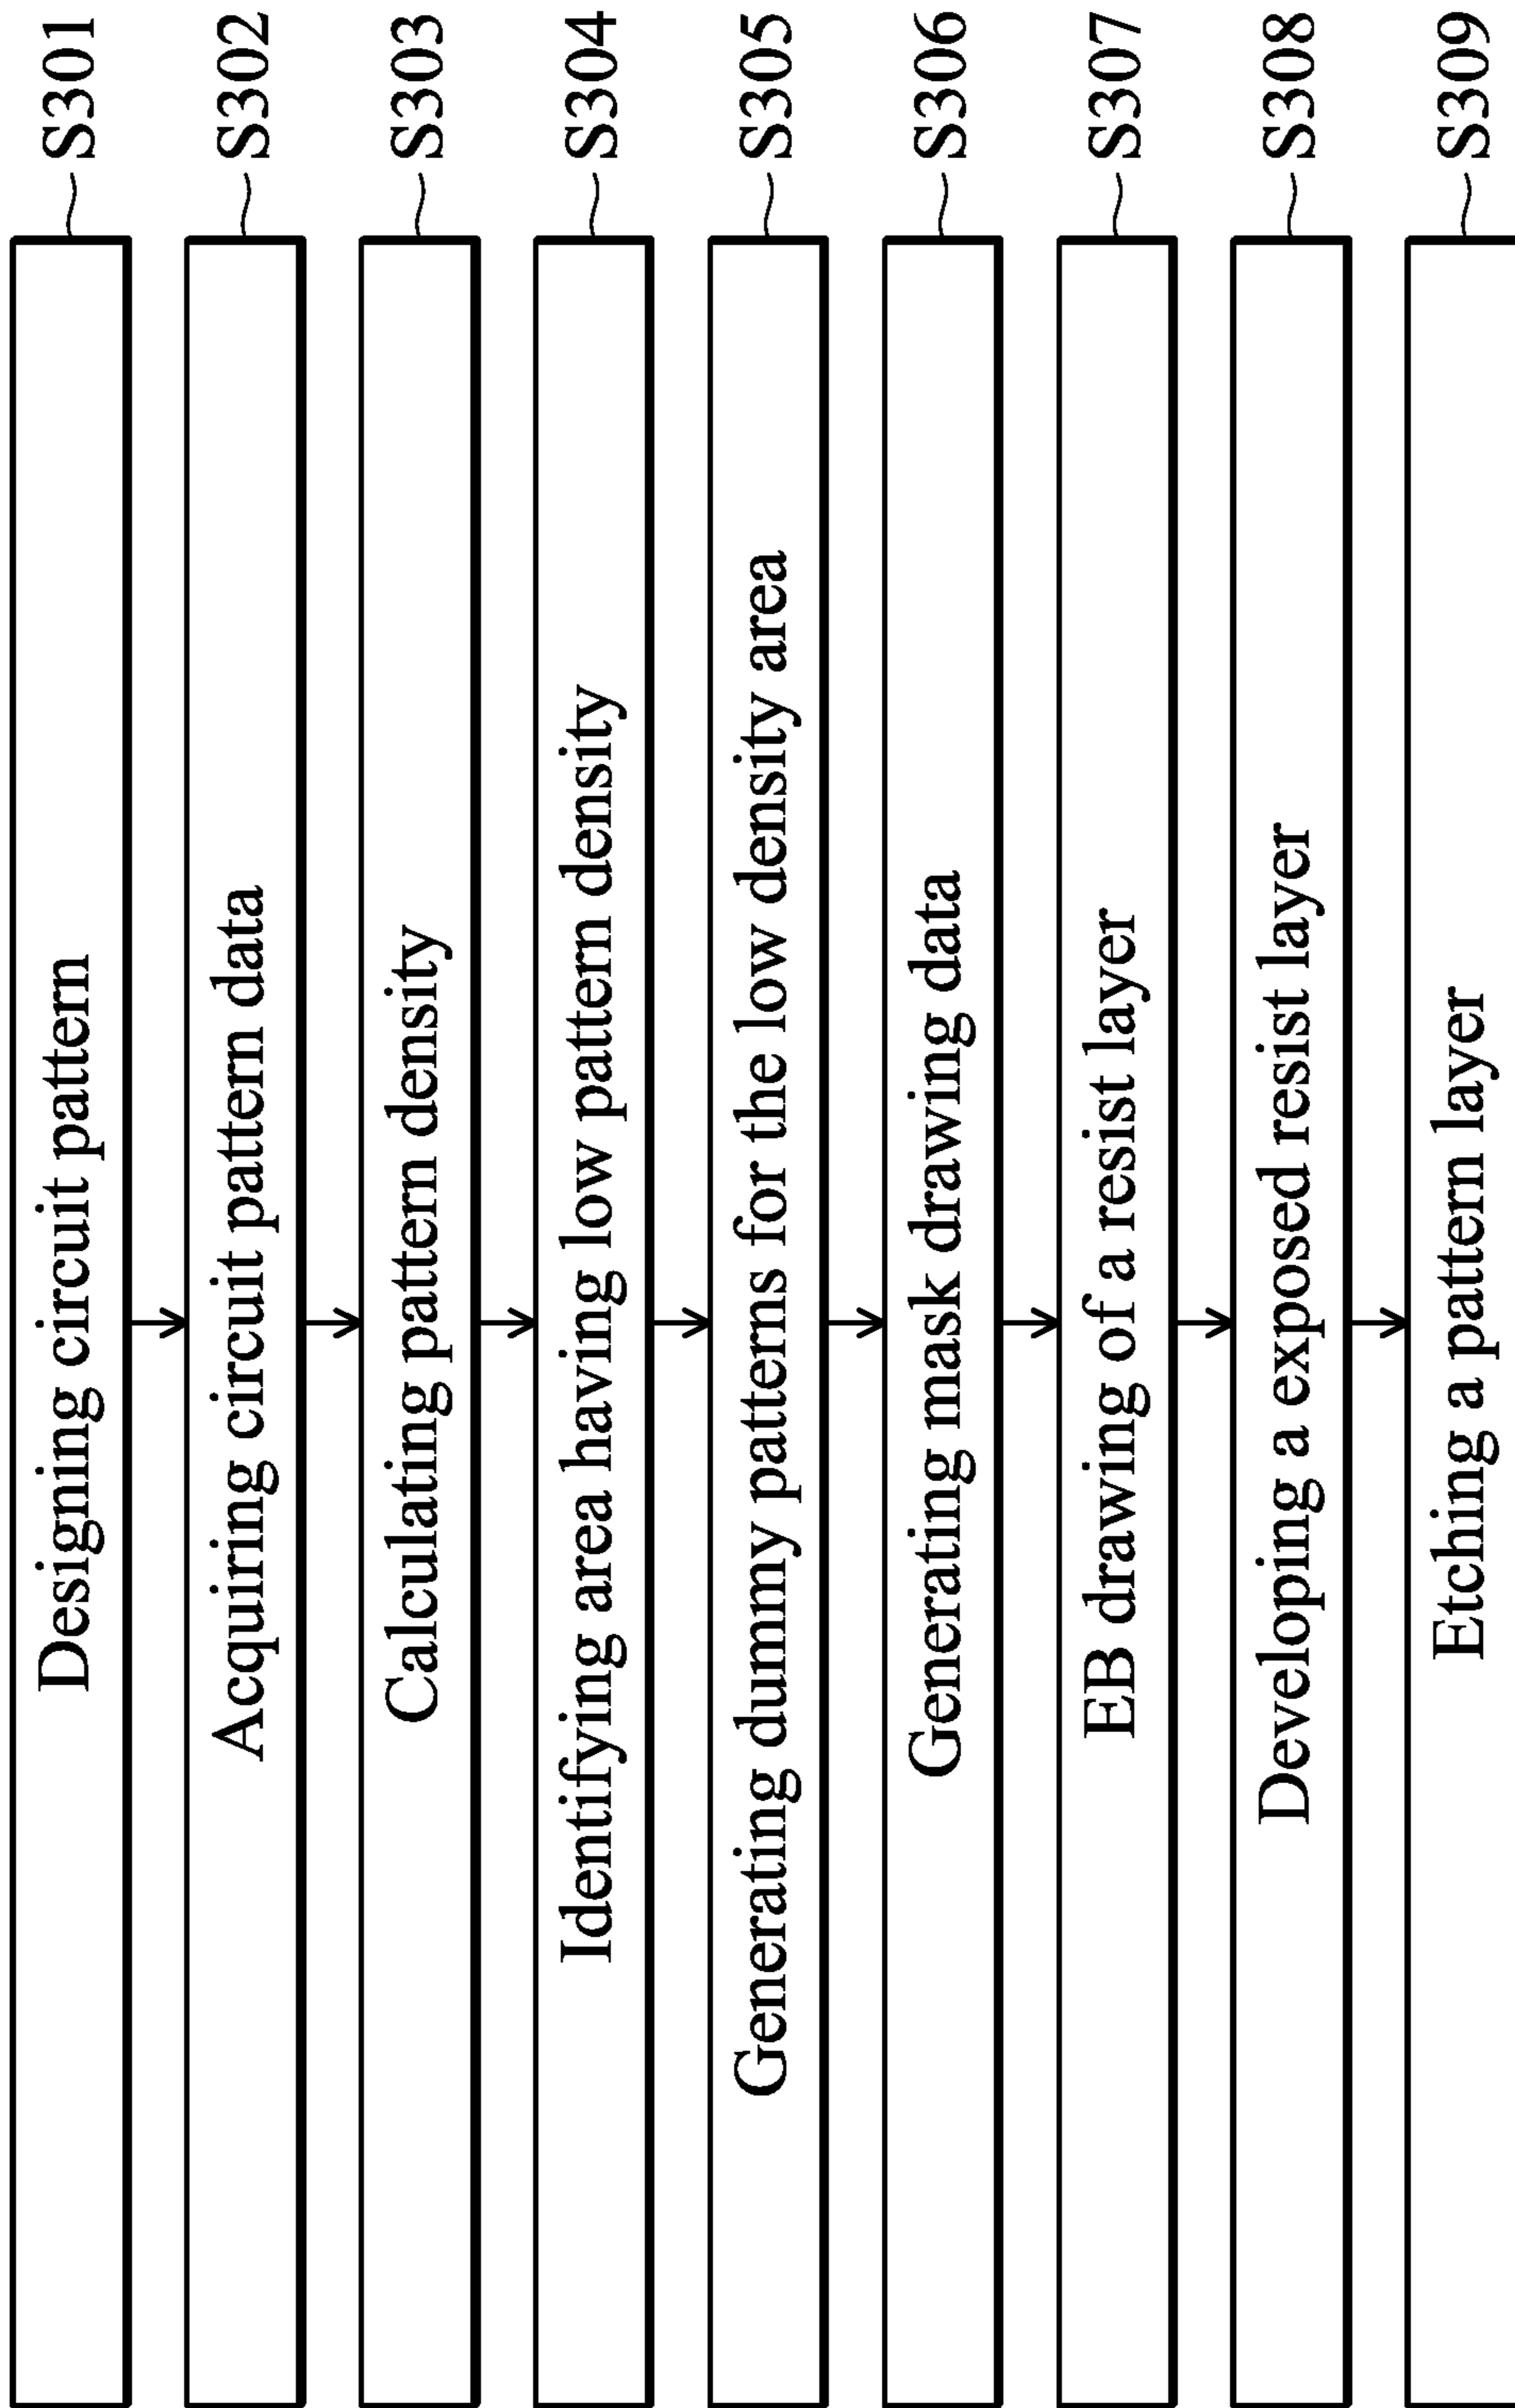 Designing circuit pattern S301
Acquiring circuit pattern data S302
Calculating pattern density S303
Identifying area having low pattern density S304
Generating dummy patterns for the low density area S305
Generating mask drawing data S306
EB drawing of a resist layer S307
Developing a exposed resist layer S308
Etching a pattern layer S309